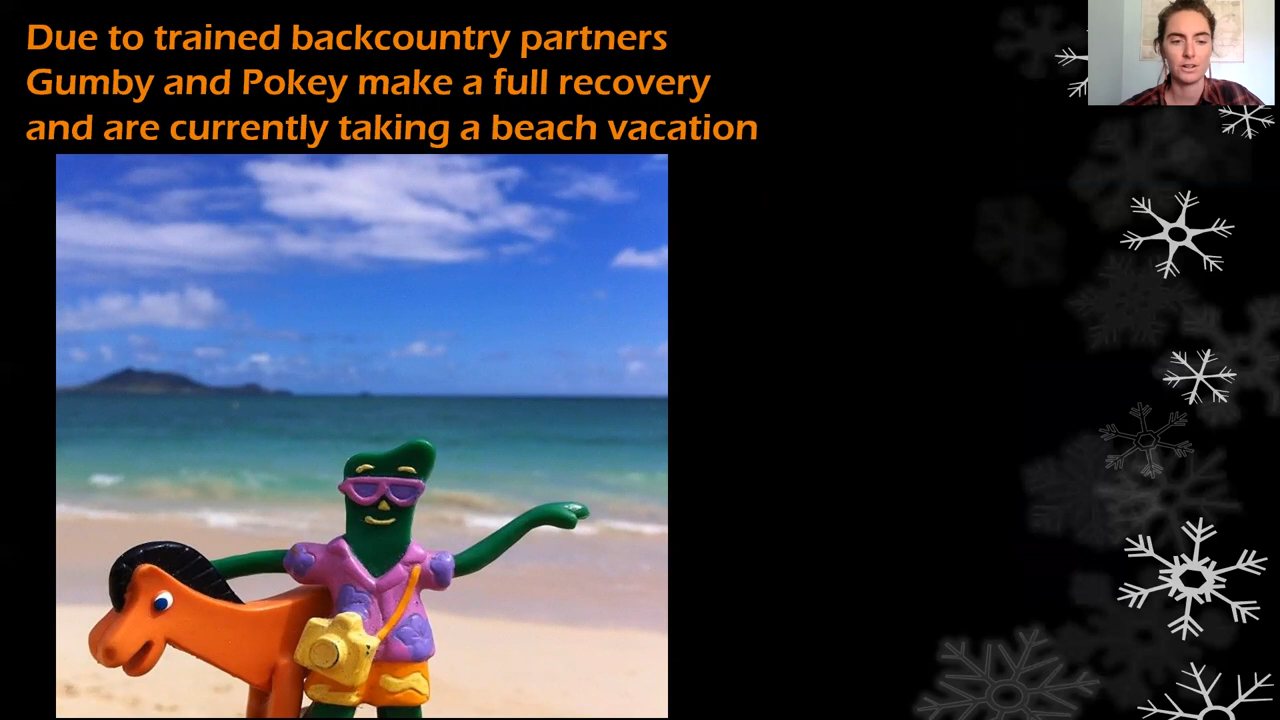 Due to trained backcountry partners
Gumby and Pokey make a full recovery
and are currently taking a beach vacation